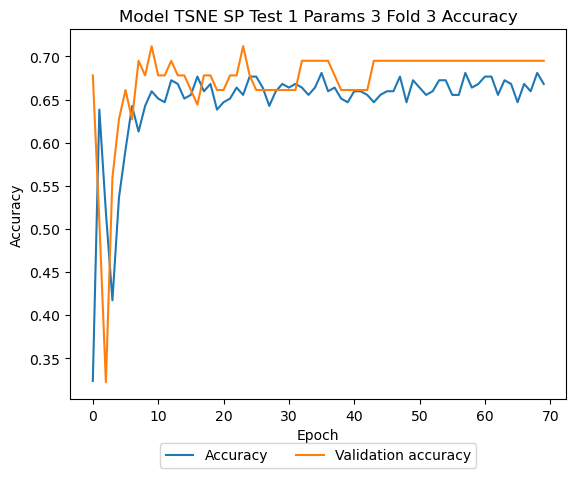 Model TSNE SP Test 1 Params 3 Fold 3 Accuracy
Accuracy
0.70
0.65
0.60
0.55
0.50
0.45
0.40
0.35
0 10 20 30 40 50 60 70
Epoch
Accuracy Validation accuracy